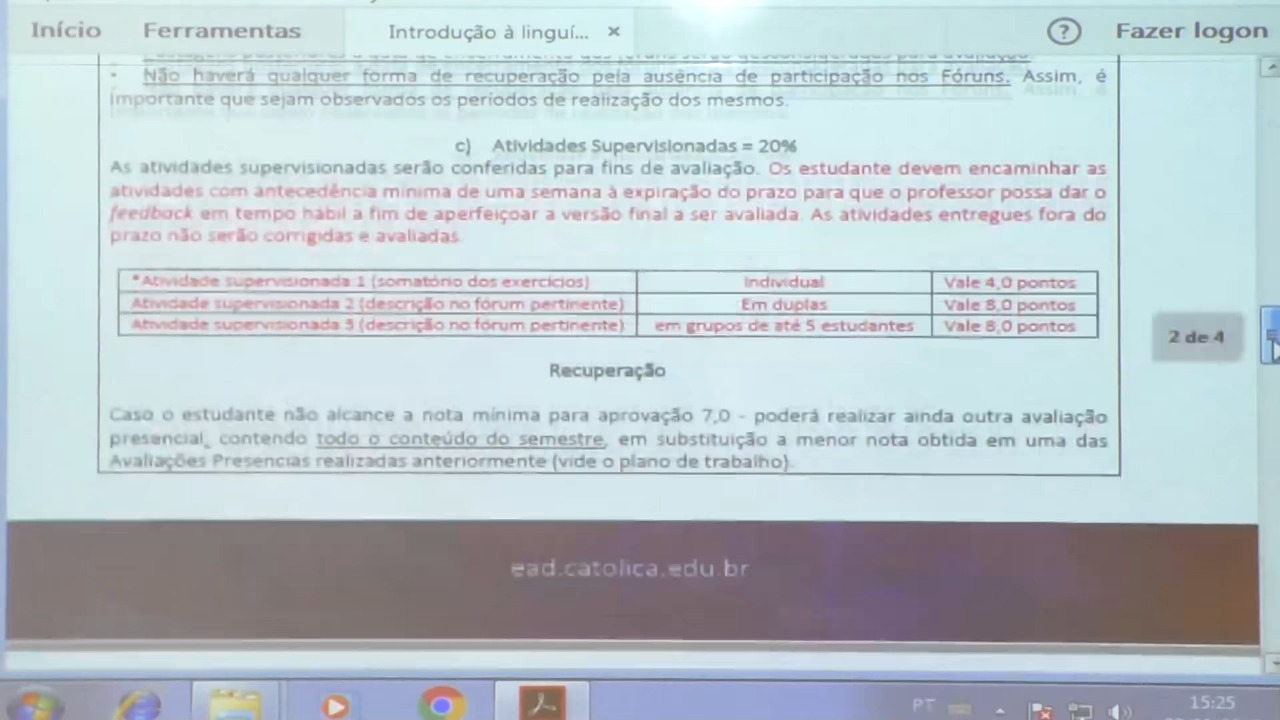 Início Ferramentas Introdução à linguí... × ? Fazer logon
• Não haverá qualquer forma de recuperação pela ausência de participação nos Fóruns. Assim, é
importante que sejam observados os períodos de realização dos mesmos.
c) Atividades Supervisionadas = 20%
As atividades supervisionadas serão conferidas para fins de avaliação. Os estudante devem encaminhar as
atividades com antecedência mínima de uma semana à expiração do prazo para que o professor possa dar o
feedback em tempo hábil a fim de aperfeiçoar a versão final a ser avaliada. As atividades entregues fora do
prazo não serão corrigidas e avaliadas.
*Atividade supervisionada 1 (somatório dos exercícios) Individual Vale 4,0 pontos
Atividade supervisionada 2 (descrição no fórum pertinente) Em duplas Vale 8,0 pontos
Atividade supervisionada 3 (descrição no fórum pertinente) em grupos de até 5 estudantes Vale 8,0 pontos
2 de 4
Recuperação
Caso o estudante não alcance a nota mínima para aprovação 7,0 - poderá realizar ainda outra avaliação
presencial, contendo todo o conteúdo do semestre, em substituição a menor nota obtida em uma das
Avaliações Presencias realizadas anteriormente (vide o plano de trabalho).
ead.catolica.edu.br
PT 15:25